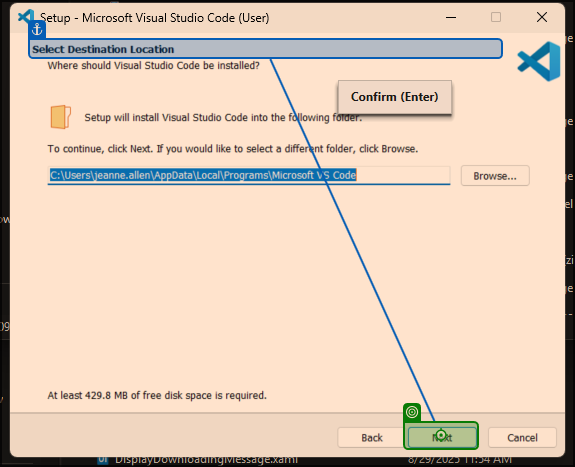 Setup - Microsoft Visual Studio Code (User)
Select Destination Location
Where should Visual Studio Code be installed?
Confirm (Enter)
Setup will install Visual Studio Code into the following folder.
To continue, click Next. If you would like to select a different folder, click Browse.
C:\Users\jeanne.allen\AppData\Local\Programs\Microsoft VS Code
Browse...
At least 429.8 MB of free disk space is required.
Back
Next
Cancel
DisplayDownloadingMessage.xaml
8/29/2025 11:54 AM